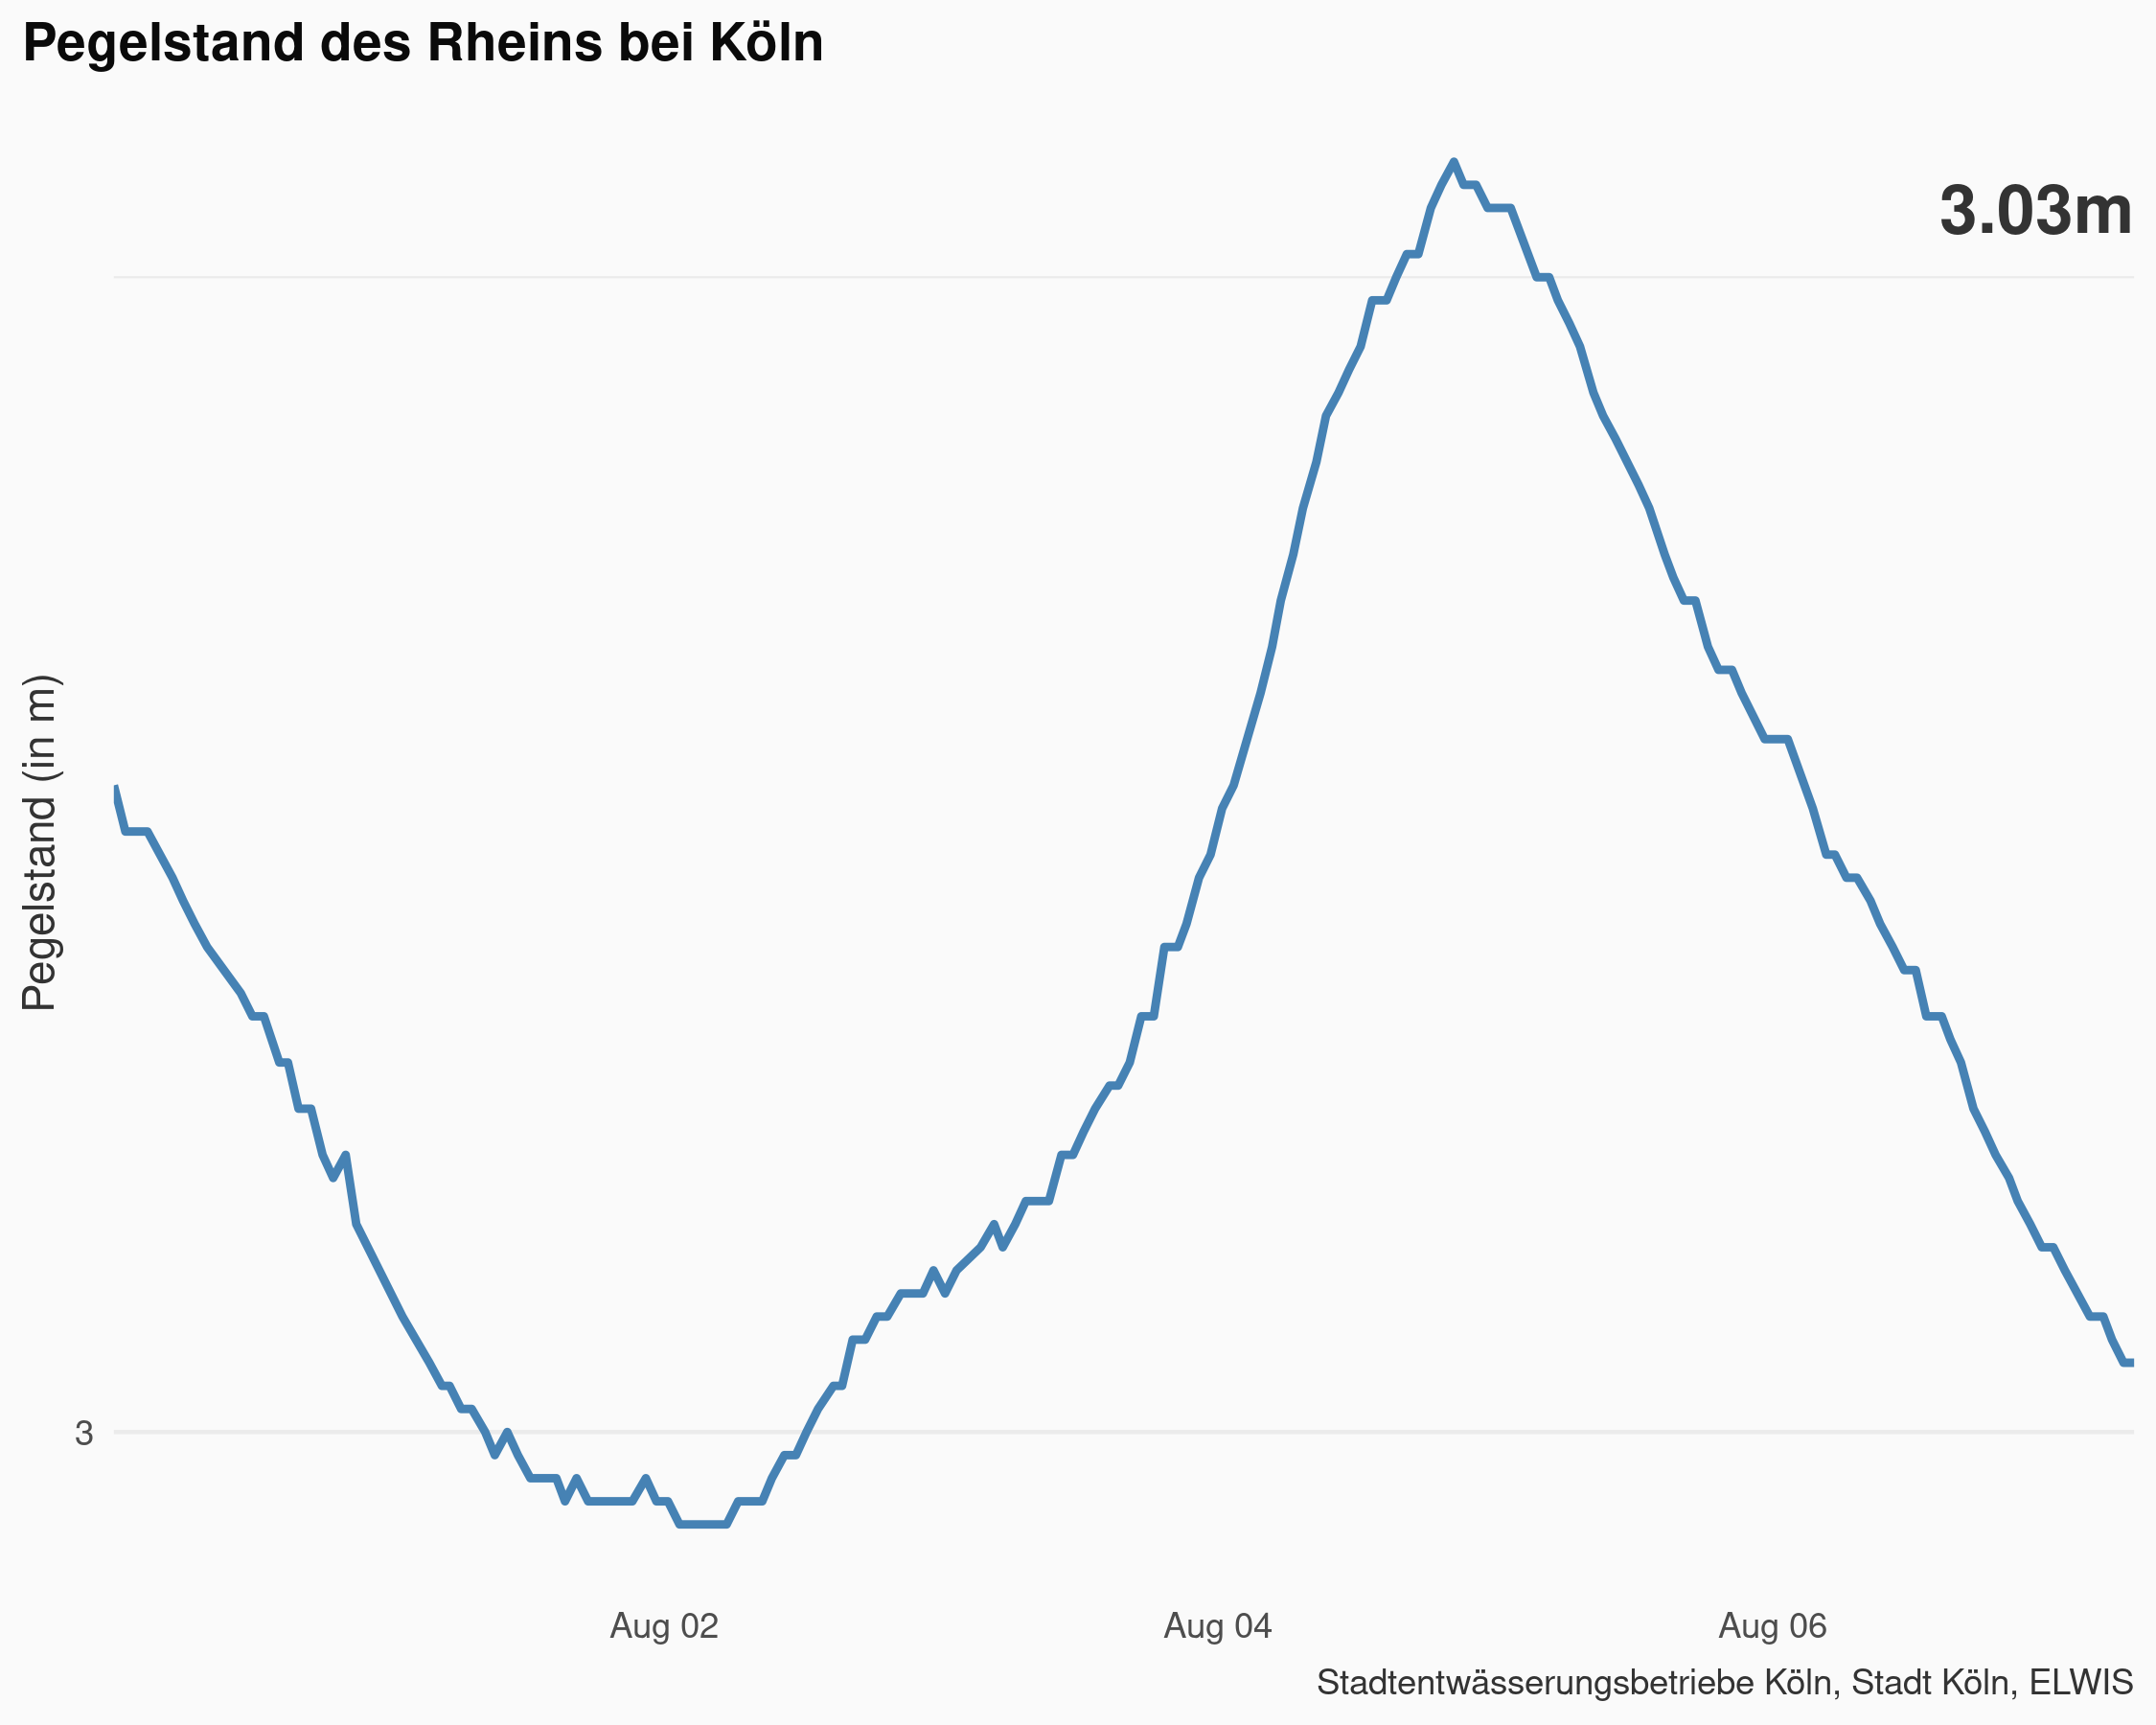 Pegelstand des Rheins bei Köln
3.03m
Pegelstand (in m)
3
Aug 02
Aug 04
Aug 06
Stadtentwässerungsbetriebe Köln, Stadt Köln, ELWIS